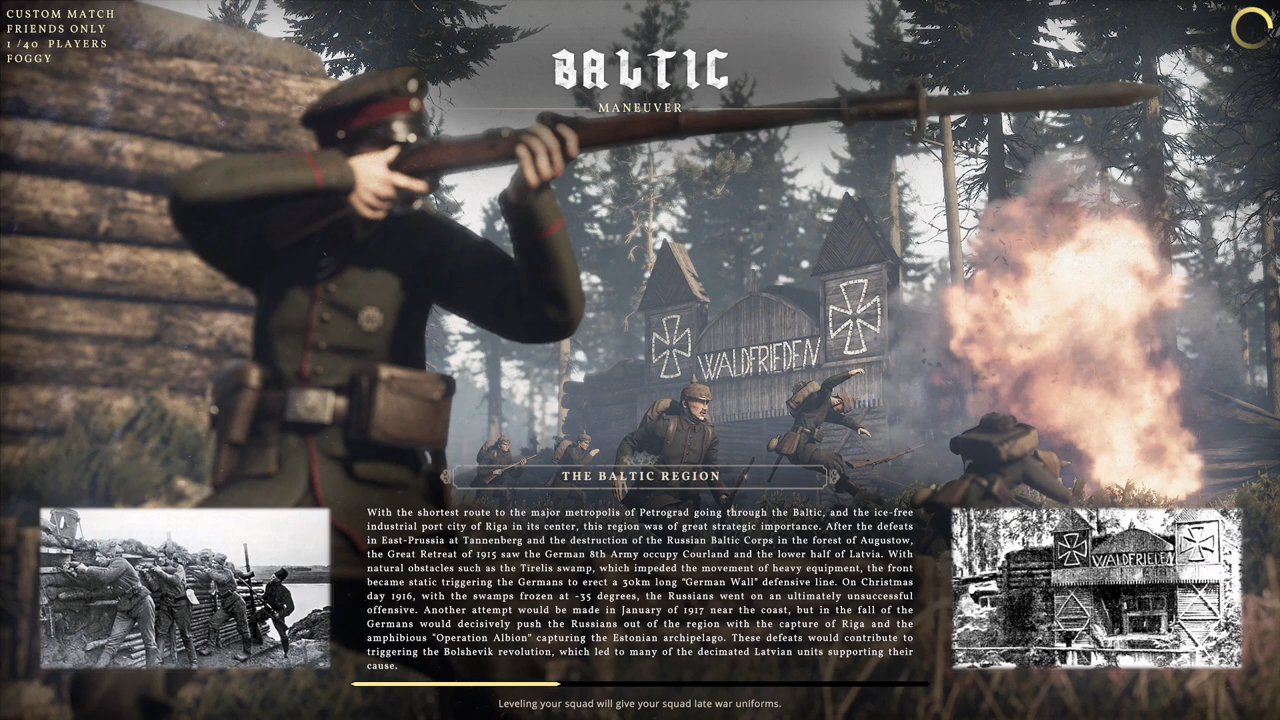 CUSTOM MATCH
FRIENDS ONLY
1 /40 PLAYERS
FOGGY
BALTIC
MANEUVER
WALDFRIEDEN
THE BALTIC REGION
With the shortest route to the major metropolis of Petrograd going through the Baltic, and the ice-free
industrial port city of Riga in its center, this region was of great strategic importance. After the defeats
in East-Prussia at Tannenberg and the destruction of the Russian Baltic Corps in the forest of Augustow,
the Great Retreat of 1915 saw the German 8th Army occupy Courland and the lower half of Latvia. With
natural obstacles such as the Tirelis swamp, which impeded the movement of heavy equipment, the front
became static triggering the Germans to erect a 30km long "German Wall" defensive line. On Christmas
day 1916, with the swamps frozen at -35 degrees, the Russians went on an ultimately unsuccessful
offensive. Another attempt would be made in January of 1917 near the coast, but in the fall of the
Germans would decisively push the Russians out of the region with the capture of Riga and the
amphibious "Operation Albion" capturing the Estonian archipelago. These defeats would contribute to
triggering the Bolshevik revolution, which led to many of the decimated Latvian units supporting their
cause.
WALDFRIEDEN
Leveling your squad will give your squad late war uniforms.